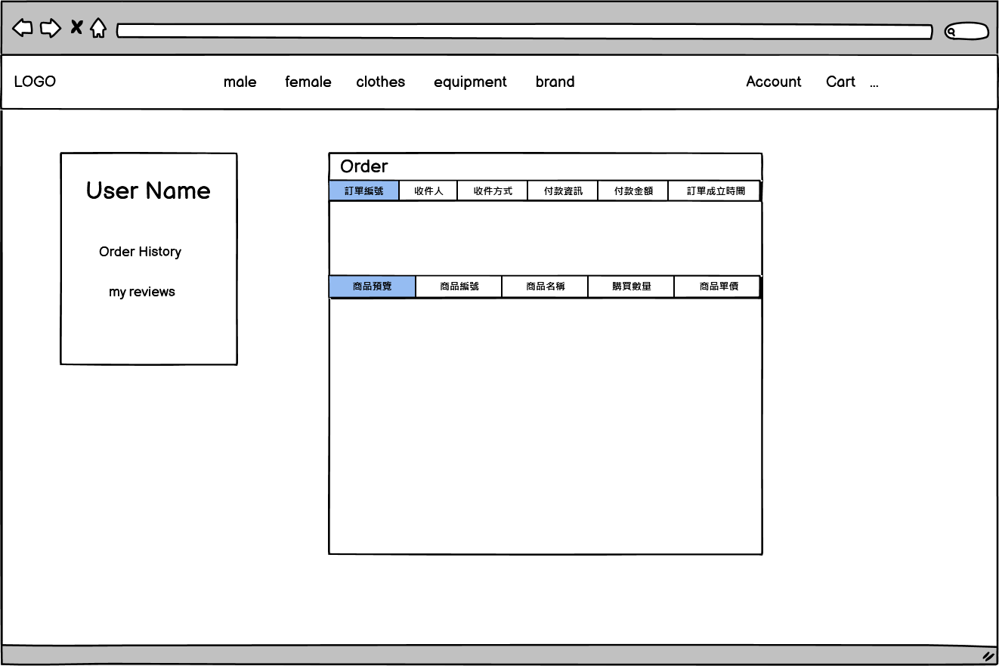 LOGO male female clothes equipment brand Account Cart ...
User Name
Order History
my reviews
Order
訂單編號 收件人 收件方式 付款資訊 付款金額 訂單成立時間
商品預覽 商品編號 商品名稱 購買數量 商品單價